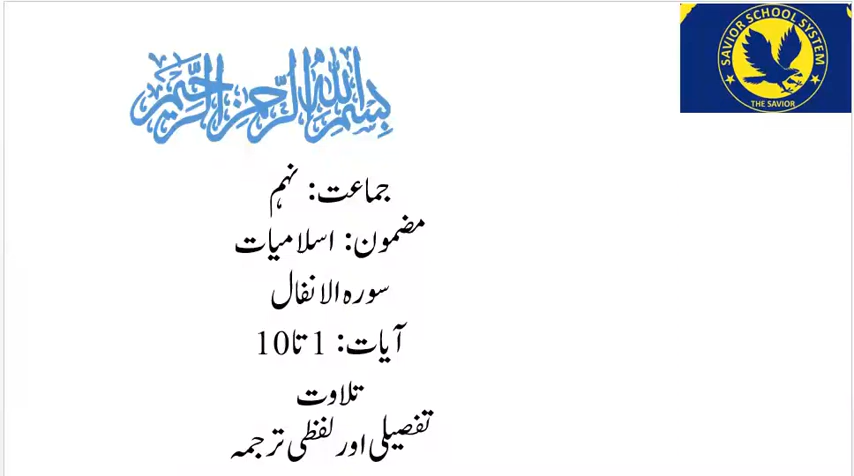 بسم الله الرحمن الرحیم
SAVIOR SCHOOL SYSTEM
THE SAVIOR
جماعت: نہم
مضمون: اسلامیات
سورہ الانفال
آیات: 1 تا 10
تلاوت
تفصیلی اور لفظی ترجمہ